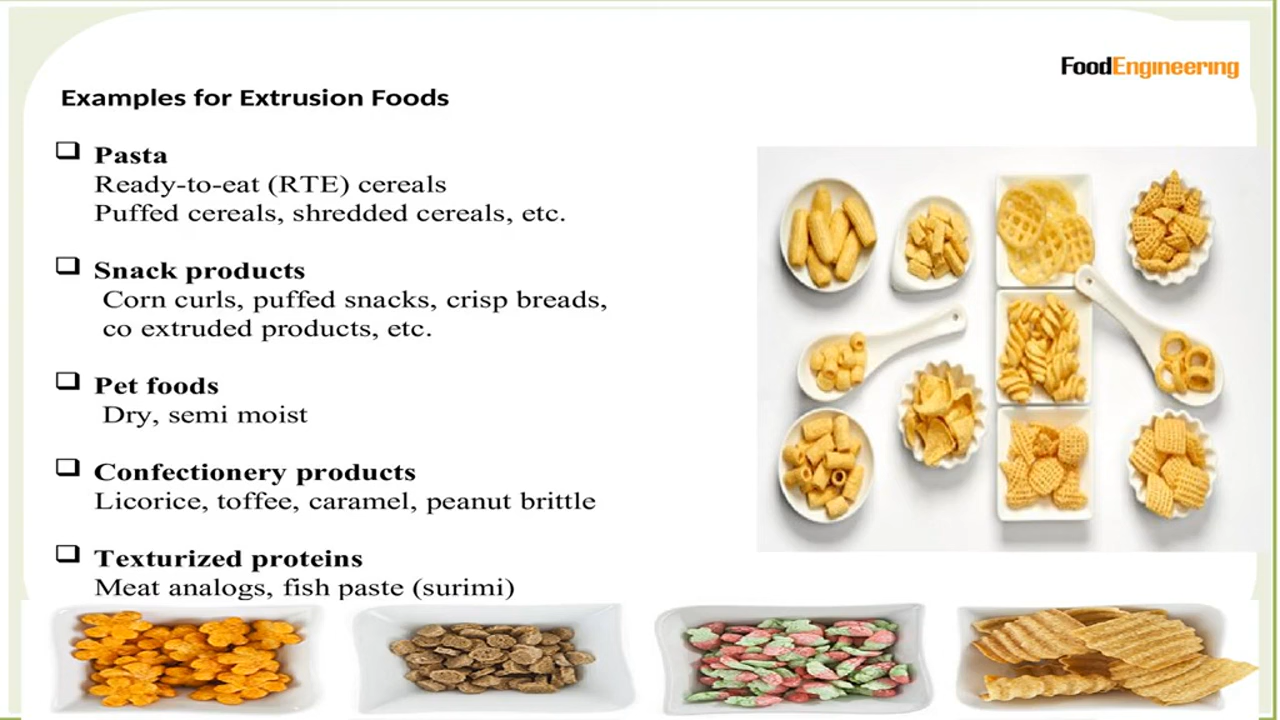 FoodEngineering
Examples for Extrusion Foods
Pasta
Ready-to-eat (RTE) cereals
Puffed cereals, shredded cereals, etc.
Snack products
Corn curls, puffed snacks, crisp breads,
co extruded products, etc.
Pet foods
Dry, semi moist
Confectionery products
Licorice, toffee, caramel, peanut brittle
Texturized proteins
Meat analogs, fish paste (surimi)